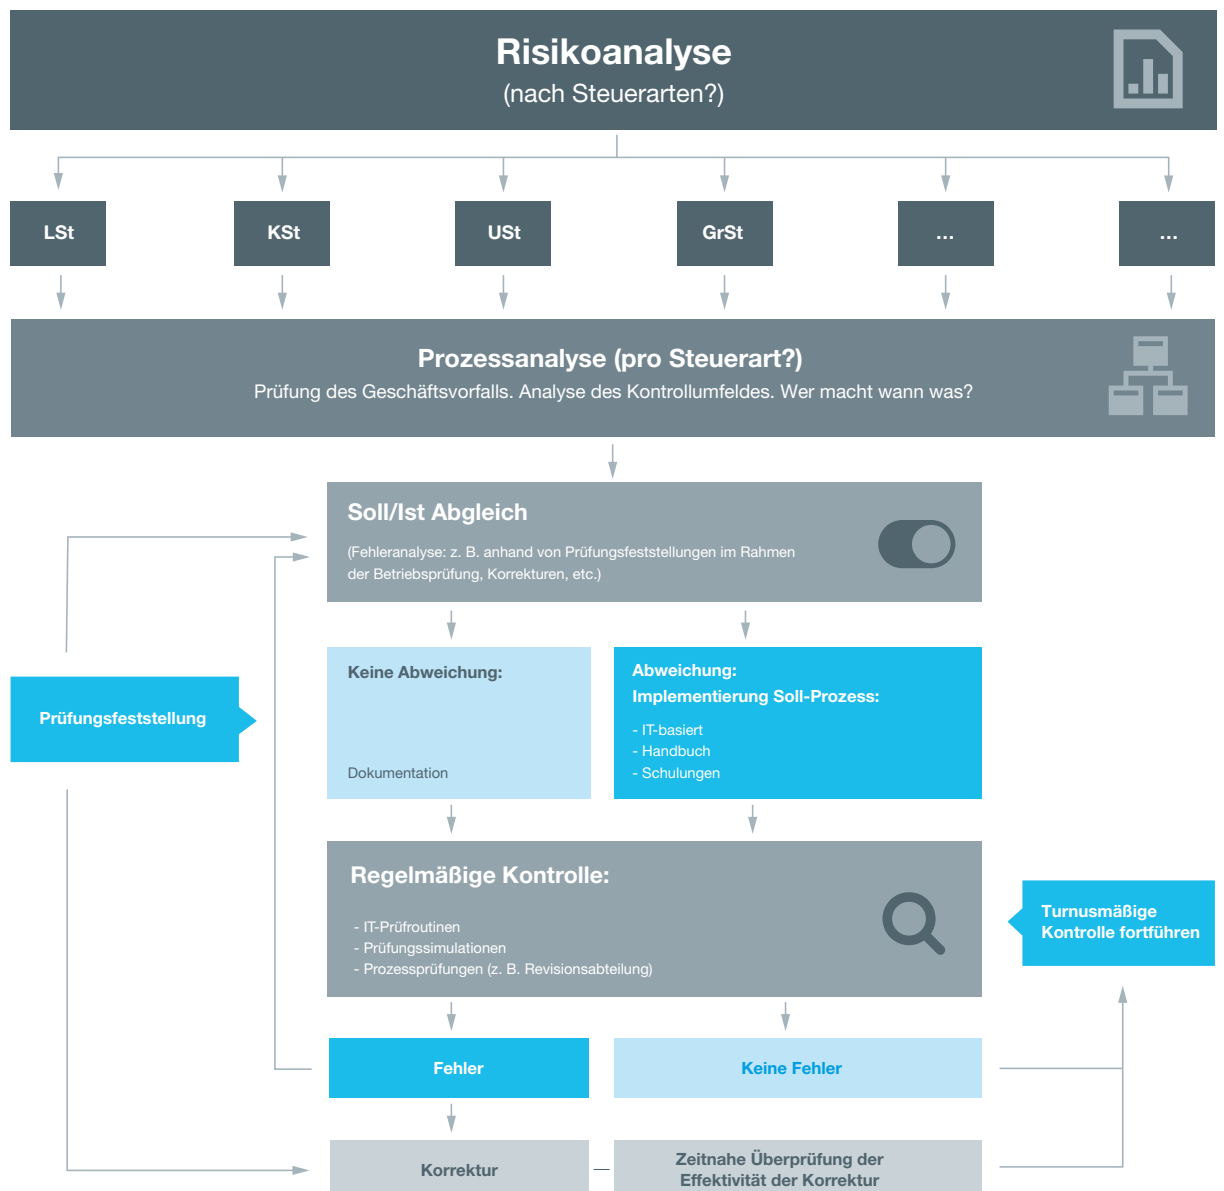 Risikoanalyse
(nach Steuerarten?)
LSt
KSt
USt
GrSt
...
...
Prozessanalyse (pro Steuerart?)
Prüfung des Geschäftsvorfalls. Analyse des Kontrollumfeldes. Wer macht wann was?
Soll/Ist Abgleich
(Fehleranalyse: z. B. anhand von Prüfungsfeststellungen im Rahmen
der Betriebsprüfung, Korrekturen, etc.)
Prüfungsfeststellung
Keine Abweichung:
Dokumentation
Abweichung:
Implementierung Soll-Prozess:
- IT-basiert
- Handbuch
- Schulungen
Regelmäßige Kontrolle:
- IT-Prüfroutinen
- Prüfungssimulationen
- Prozessprüfungen (z. B. Revisionsabteilung)
Turnusmäßige
Kontrolle fortführen
Fehler
Keine Fehler
Korrektur
Zeitnahe Überprüfung der
Effektivität der Korrektur